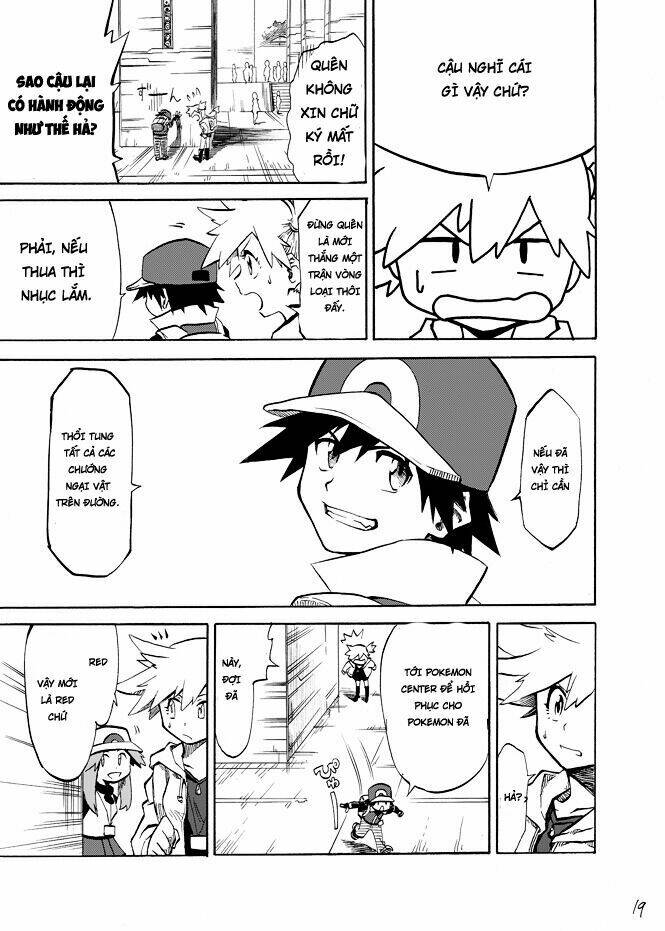 CẬU NGHĨ CÁI
GÌ VẬY CHỨ?
QUÊN
KHÔNG
XIN CHỮ
KÝ MẤT
RỒI!
SAO CẬU LẠI
CÓ HÀNH ĐỘNG
NHƯ THẾ HẢ?
ĐỪNG QUÊN
LÀ MỚI
THẮNG MỘT
TRẬN VÒNG
LOẠI THÔI
ĐẤY.
PHẢI, NẾU
THUA THÌ
NHỤC LẮM.
NẾU ĐÃ
VẬY THÌ
CHỈ CẦN
THỔI TUNG
TẤT CẢ CÁC
CHƯỚNG
NGẠI VẬT
TRÊN ĐƯỜNG.
HẢ?
TỚI POKEMON
CENTER ĐỂ HỒI
PHỤC CHO
POKEMON ĐÃ
NÀY,
ĐỢI
ĐÃ
RED
VẬY MỚI
LÀ RED
CHỨ
19